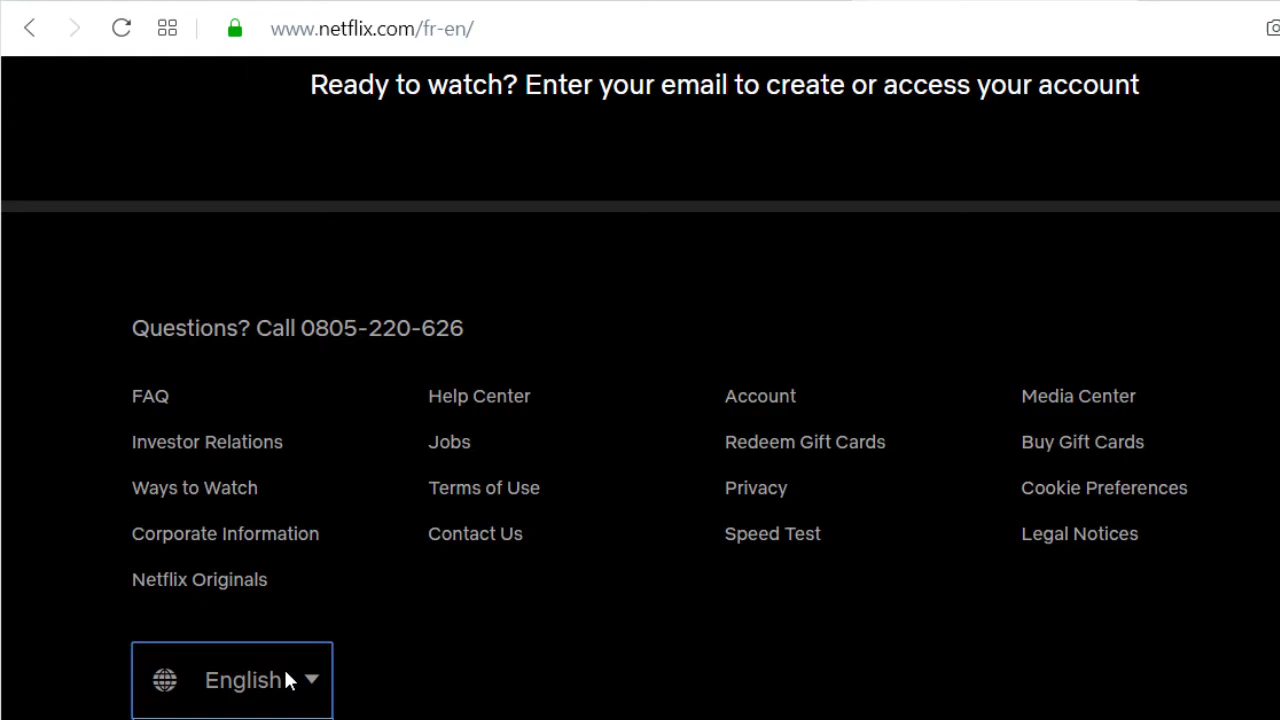 www.netflix.com/fr-en/
Ready to watch? Enter your email to create or access your account
Questions? Call 0805-220-626
FAQ Help Center Account Media Center
Investor Relations Jobs Redeem Gift Cards Buy Gift Cards
Ways to Watch Terms of Use Privacy Cookie Preferences
Corporate Information Contact Us Speed Test Legal Notices
Netflix Originals
English